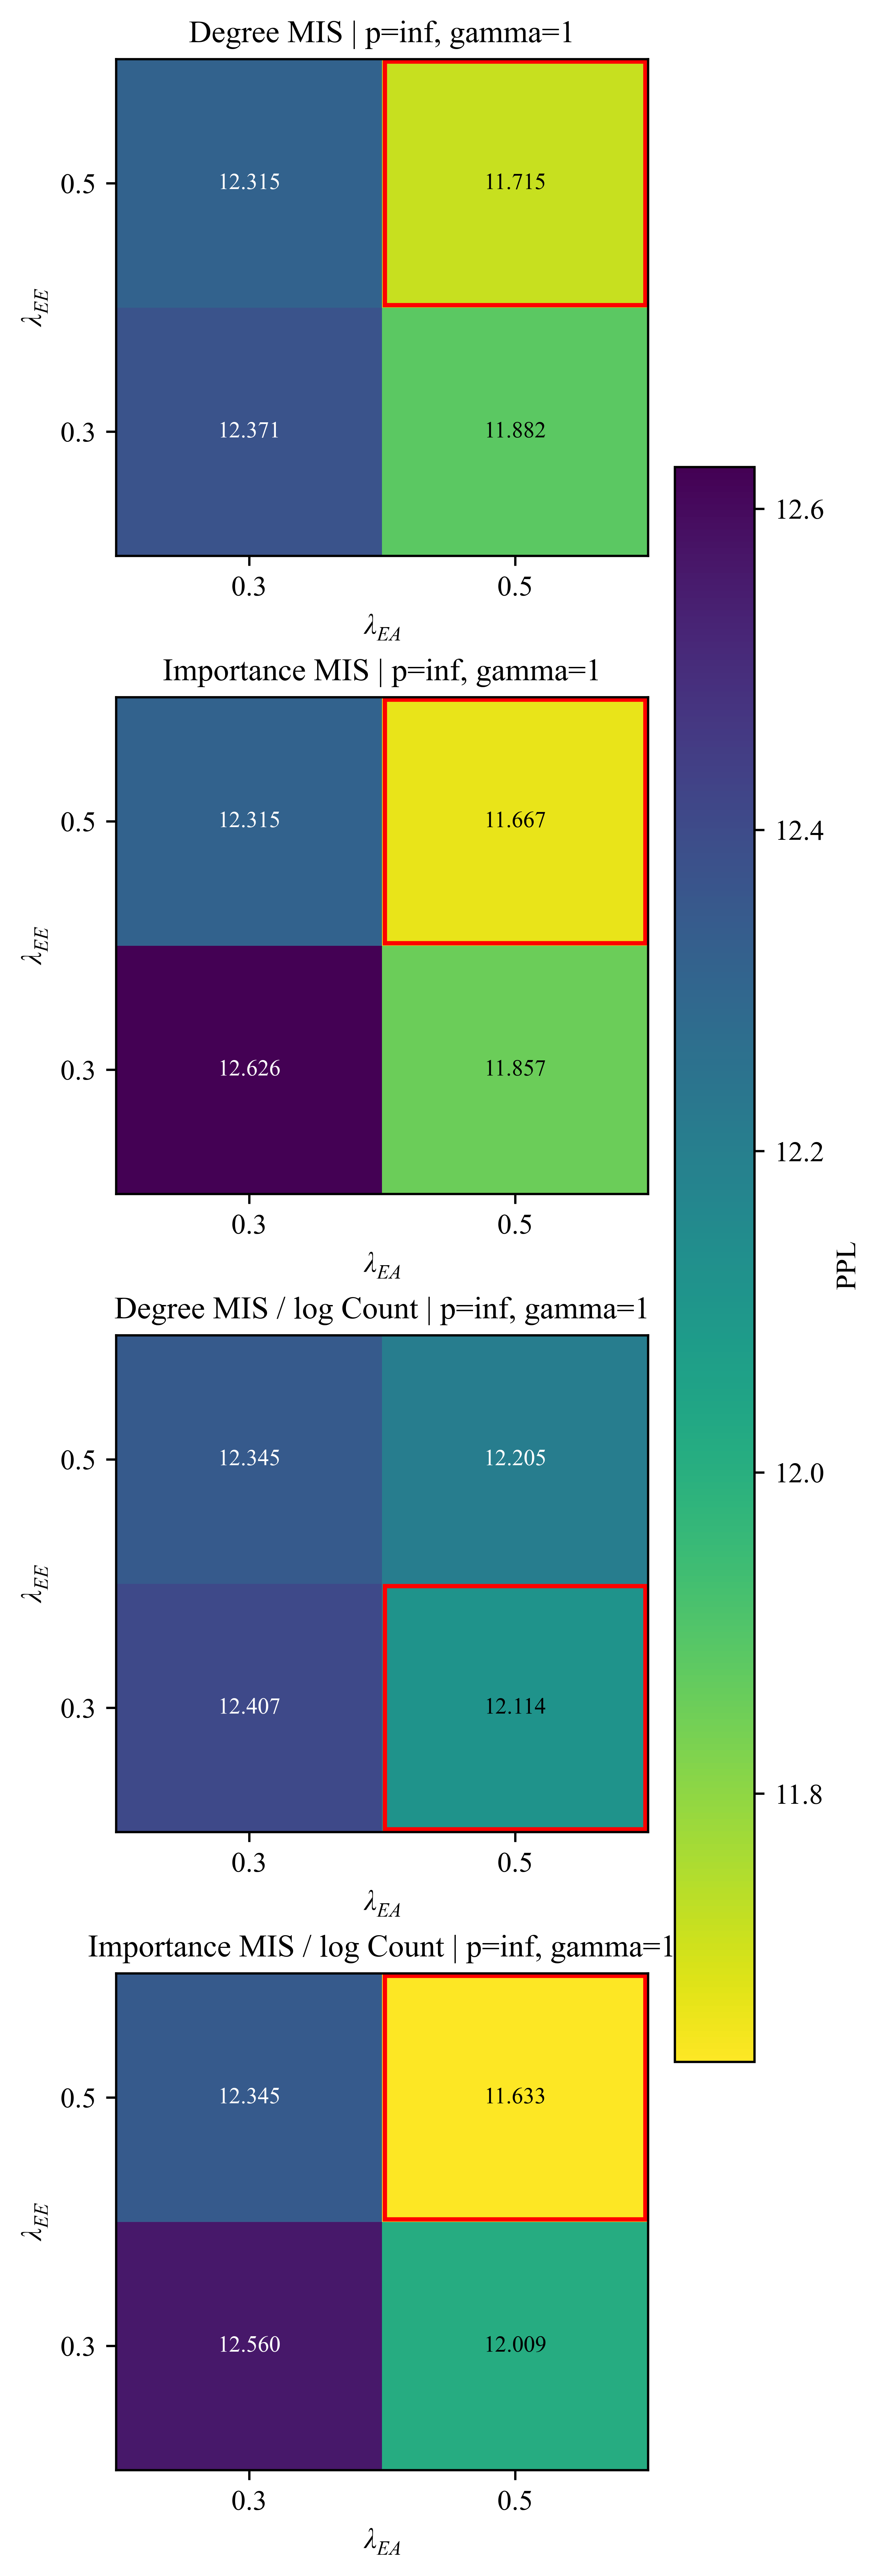 Degree MIS | p=inf, gamma=1
0.5
12.315
11.715
λEE
0.3
12.371
11.882
0.3
0.5
λEA
Importance MIS | p=inf, gamma=1
0.5
12.315
11.667
λEE
0.3
12.626
11.857
0.3
0.5
λEA
Degree MIS / log Count | p=inf, gamma=1
0.5
12.345
12.205
λEE
0.3
12.407
12.114
0.3
0.5
λEA
Importance MIS / log Count | p=inf, gamma=1
0.5
12.345
11.633
λEE
0.3
12.560
12.009
0.3
0.5
λEA
12.6
12.4
12.2
12.0
11.8
PPL